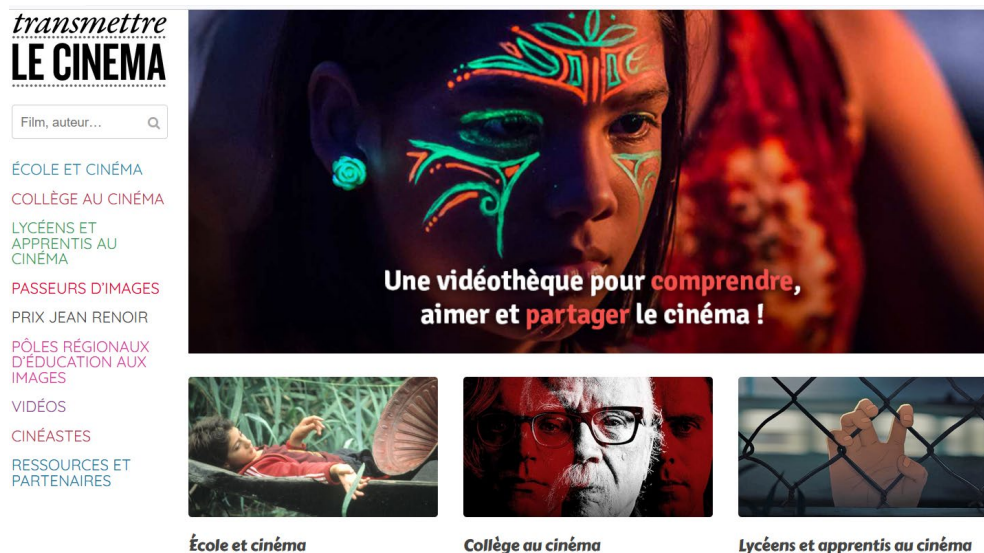 transmettre
LE CINEMA
Film, auteur...
ÉCOLE ET CINÉMA
COLLÈGE AU CINÉMA
LYCÉENS ET
APPRENTIS AU
CINÉMA
PASSEURS D'IMAGES
PRIX JEAN RENOIR
PÔLES RÉGIONAUX
D'ÉDUCATION AUX
IMAGES
VIDÉOS
CINÉASTES
RESSOURCES ET
PARTENAIRES
Une vidéothèque pour comprendre,
aimer et partager le cinéma !
École et cinéma
Collège au cinéma
Lycéens et apprentis au cinéma